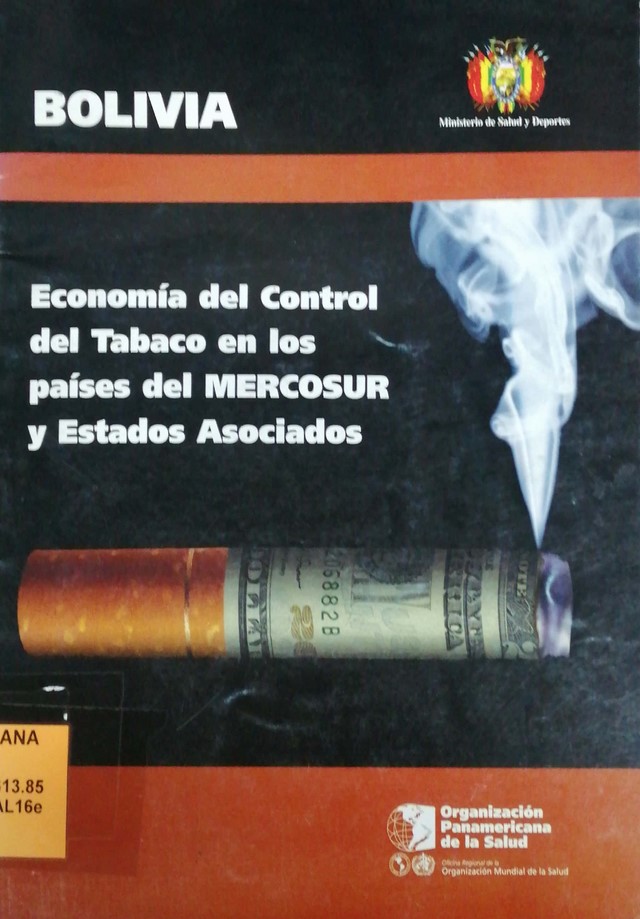 BOLIVIA
Ministerio de Salud y Deportes
Economía del Control
del Tabaco en los
países del MERCOSUR
y Estados Asociados
ANA
13.85
AL16e
Organización
Panamericana
de la Salud
Oficina Regional de la
Organización Mundial de la Salud